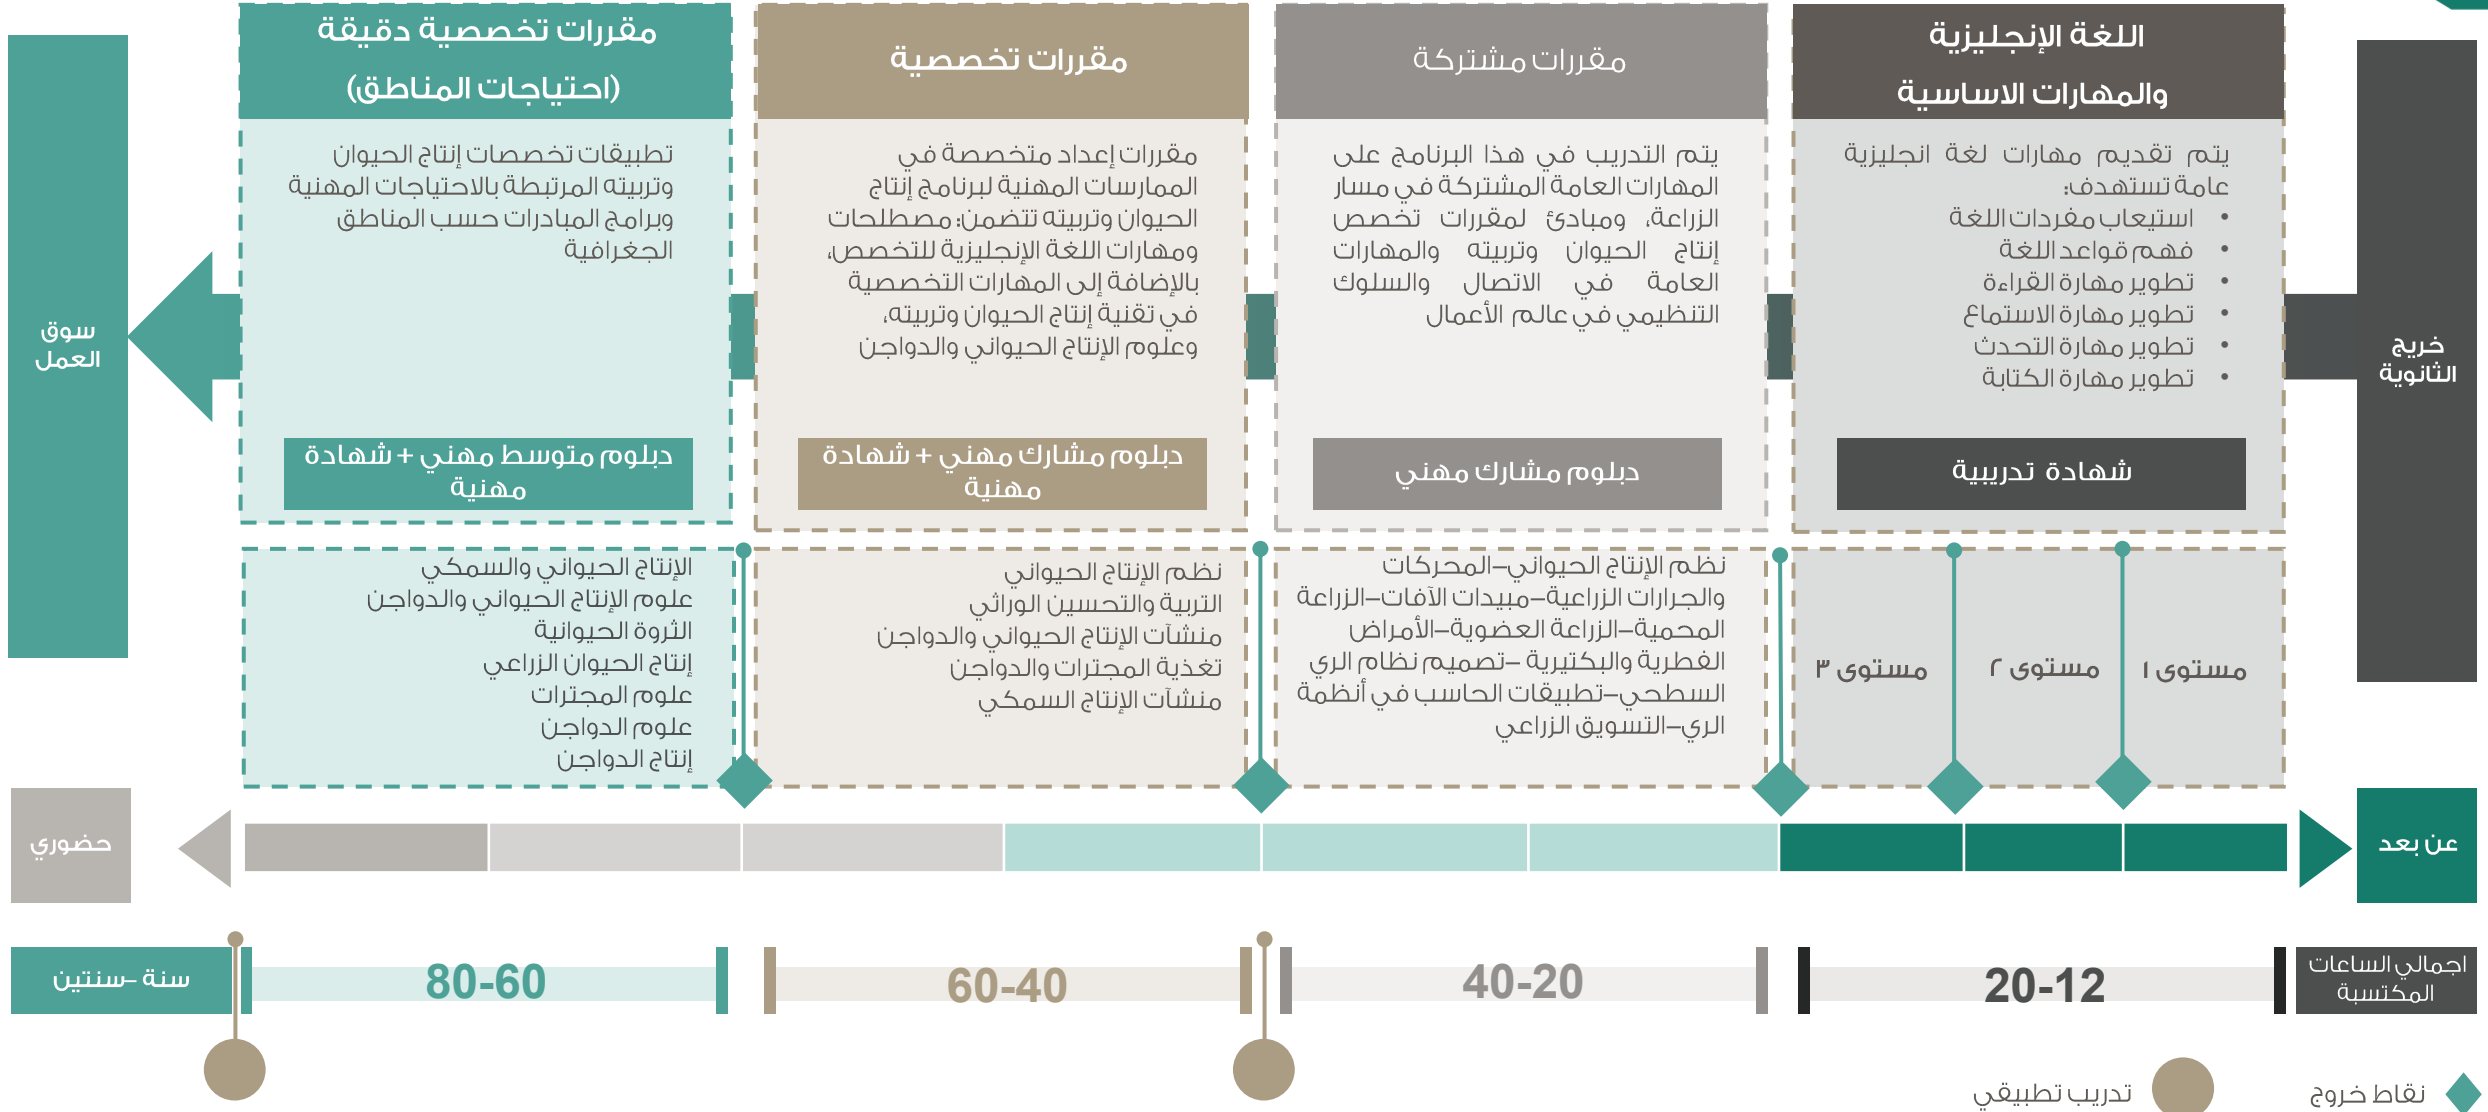 خريج
الثانوية
اللغة الإنجليزية
والمهارات الاساسية
يتم تقديم مهارات لغة انجليزية
عامة تستهدف:
• استيعاب مفردات اللغة
• فهم قواعد اللغة
• تطوير مهارة القراءة
• تطوير مهارة الاستماع
• تطوير مهارة التحدث
• تطوير مهارة الكتابة
شهادة تدريبية
مقررات مشتركة
يتم التدريب في هذا البرنامج على
المهارات العامة المشتركة في مسار
الزراعة، ومبادئ لمقررات تخصص
إنتاج الحيوان وتربيته والمهارات
العامة في الاتصال والسلوك
التنظيمي في عالم الأعمال
دبلوم مشارك مهني
مقررات تخصصية
مقررات إعداد متخصصة في
الممارسات المهنية لبرنامج إنتاج
الحيوان وتربيته تتضمن: مصطلحات
ومهارات اللغة الإنجليزية للتخصص،
بالإضافة إلى المهارات التخصصية
في تقنية إنتاج الحيوان وتربيته،
وعلوم الإنتاج الحيواني والدواجن
دبلوم مشارك مهني + شهادة
مهنية
مقررات تخصصية دقيقة
(احتياجات المناطق)
تطبيقات تخصصات إنتاج الحيوان
وتربيته المرتبطة بالاحتياجات المهنية
وبرامج المبادرات حسب المناطق
الجغرافية
دبلوم متوسط مهني + شهادة
مهنية
سوق
العمل
مستوى ١
مستوى ٢
مستوى ٣
نظم الإنتاج الحيواني–المحركات
والجرارات الزراعية–مبيدات الآفات–الزراعة
المحمية–الزراعة العضوية–الأمراض
الفطرية والبكتيرية –تصميم نظام الري
السطحي–تطبيقات الحاسب في أنظمة
الري–التسويق الزراعي
نظم الإنتاج الحيواني
التربية والتحسين الوراثي
منشآت الإنتاج الحيواني والدواجن
تغذية المجترات والدواجن
منشآت الإنتاج السمكي
الإنتاج الحيواني والسمكي
علوم الإنتاج الحيواني والدواجن
الثروة الحيوانية
إنتاج الحيوان الزراعي
علوم المجترات
علوم الدواجن
إنتاج الدواجن
عن بعد
حضوري
اجمالي الساعات
المكتسبة
20-12
40-20
60-40
80-60
سنة –سنتين
نقاط خروج
تدريب تطبيقي